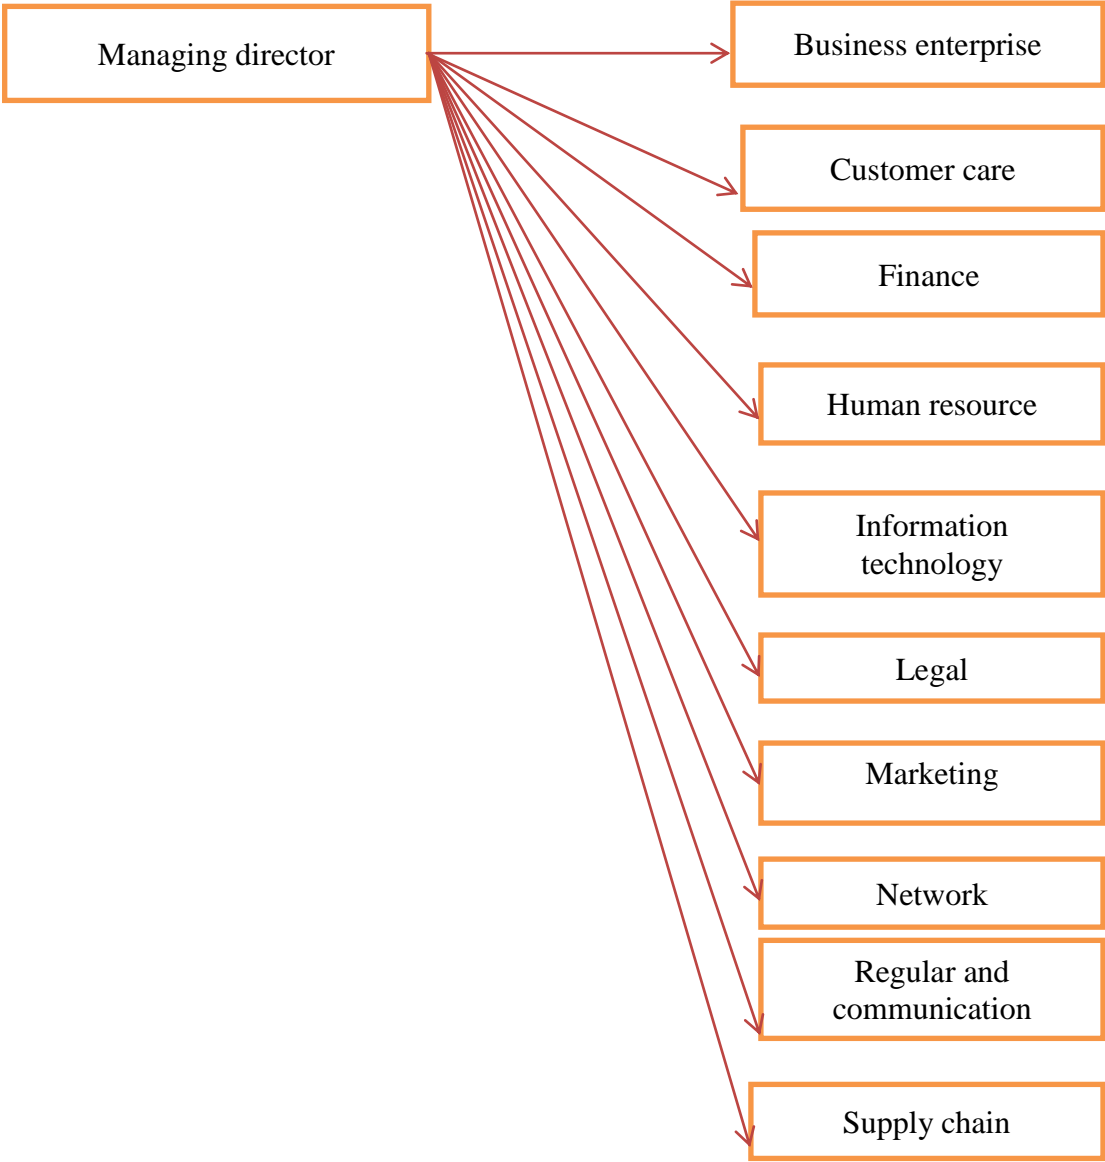 Managing director
Business enterprise
Customer care
Finance
Human resource
Information
technology
Legal
Marketing
Network
Regular and
communication
Supply chain